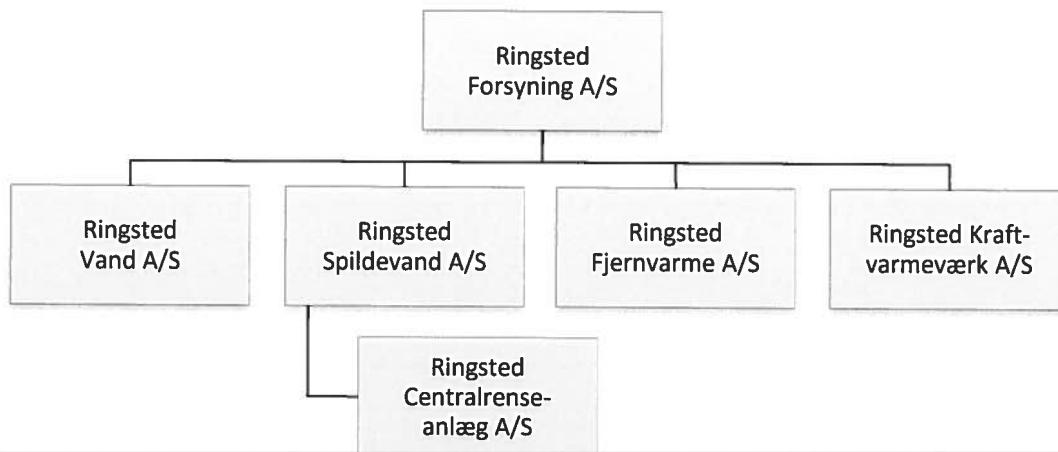 Ringsted
Forsyning A/S
Ringsted
Vand A/S
Ringsted
Spildevand A/S
Ringsted
Fjernvarme A/S
Ringsted Kraft-
varmeværk A/S
Ringsted
Centralrense-
anlæg A/S